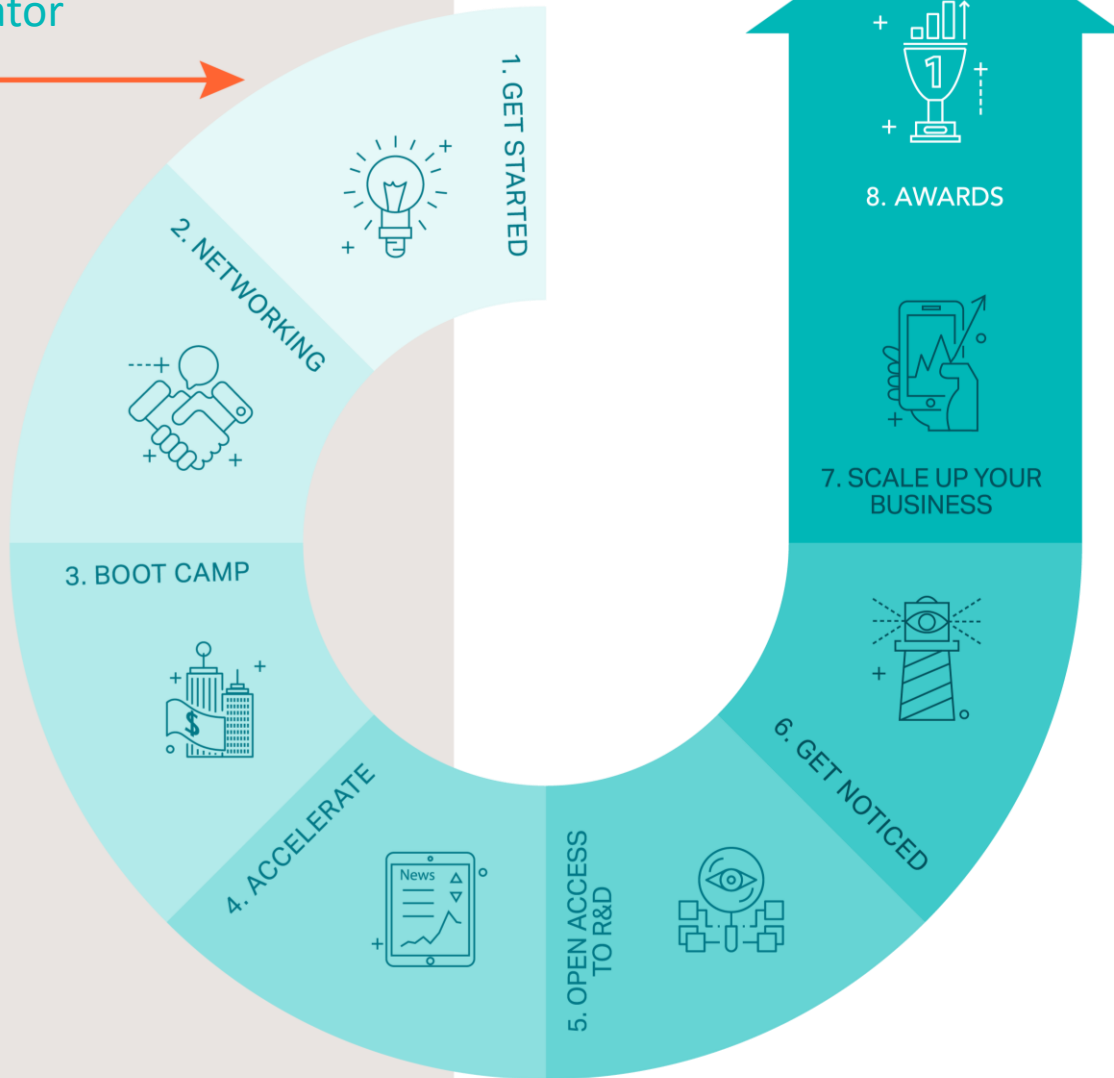 1. GET STARTED
2. NETWORKING
3. BOOT CAMP
$
4. ACCELERATE
News
5. OPEN ACCESS
TO R&D
6. GET NOTICED
7. SCALE UP YOUR
BUSINESS
8. AWARDS
1